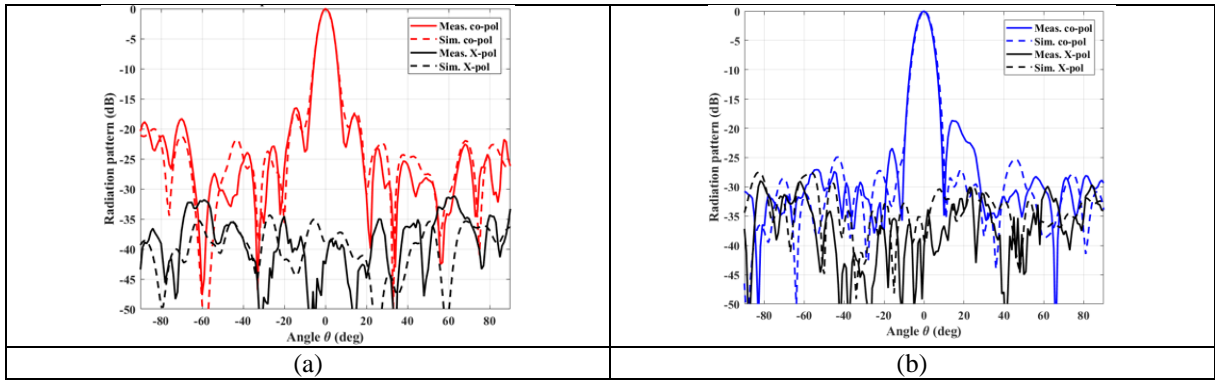 Meas. co-pol
Sim. co-pol
Meas. X-pol
Sim. X-pol
Radiation pattern (dB)
0
-5
-10
-15
-20
-25
-30
-35
-40
-45
-50
-80 -60 -40 -20 0 20 40 60 80
Angle θ (deg)
(a)
Meas. co-pol
Sim. co-pol
Meas. X-pol
Sim. X-pol
Radiation pattern (dB)
0
-5
-10
-15
-20
-25
-30
-35
-40
-45
-50
-80 -60 -40 -20 0 20 40 60 80
Angle θ (deg)
(b)